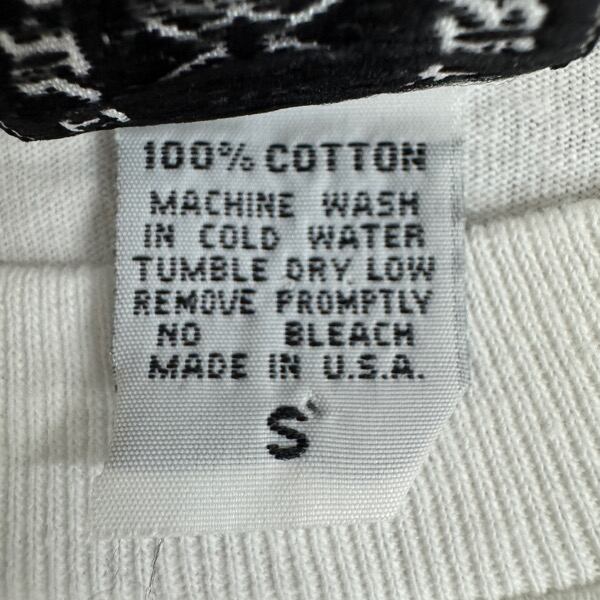 100% COTTON
MACHINE WASH
IN COLD WATER
TUMBLE DRY LOW
REMOVE PROMPTLY
NO BLEACH
MADE IN U.S.A.
S